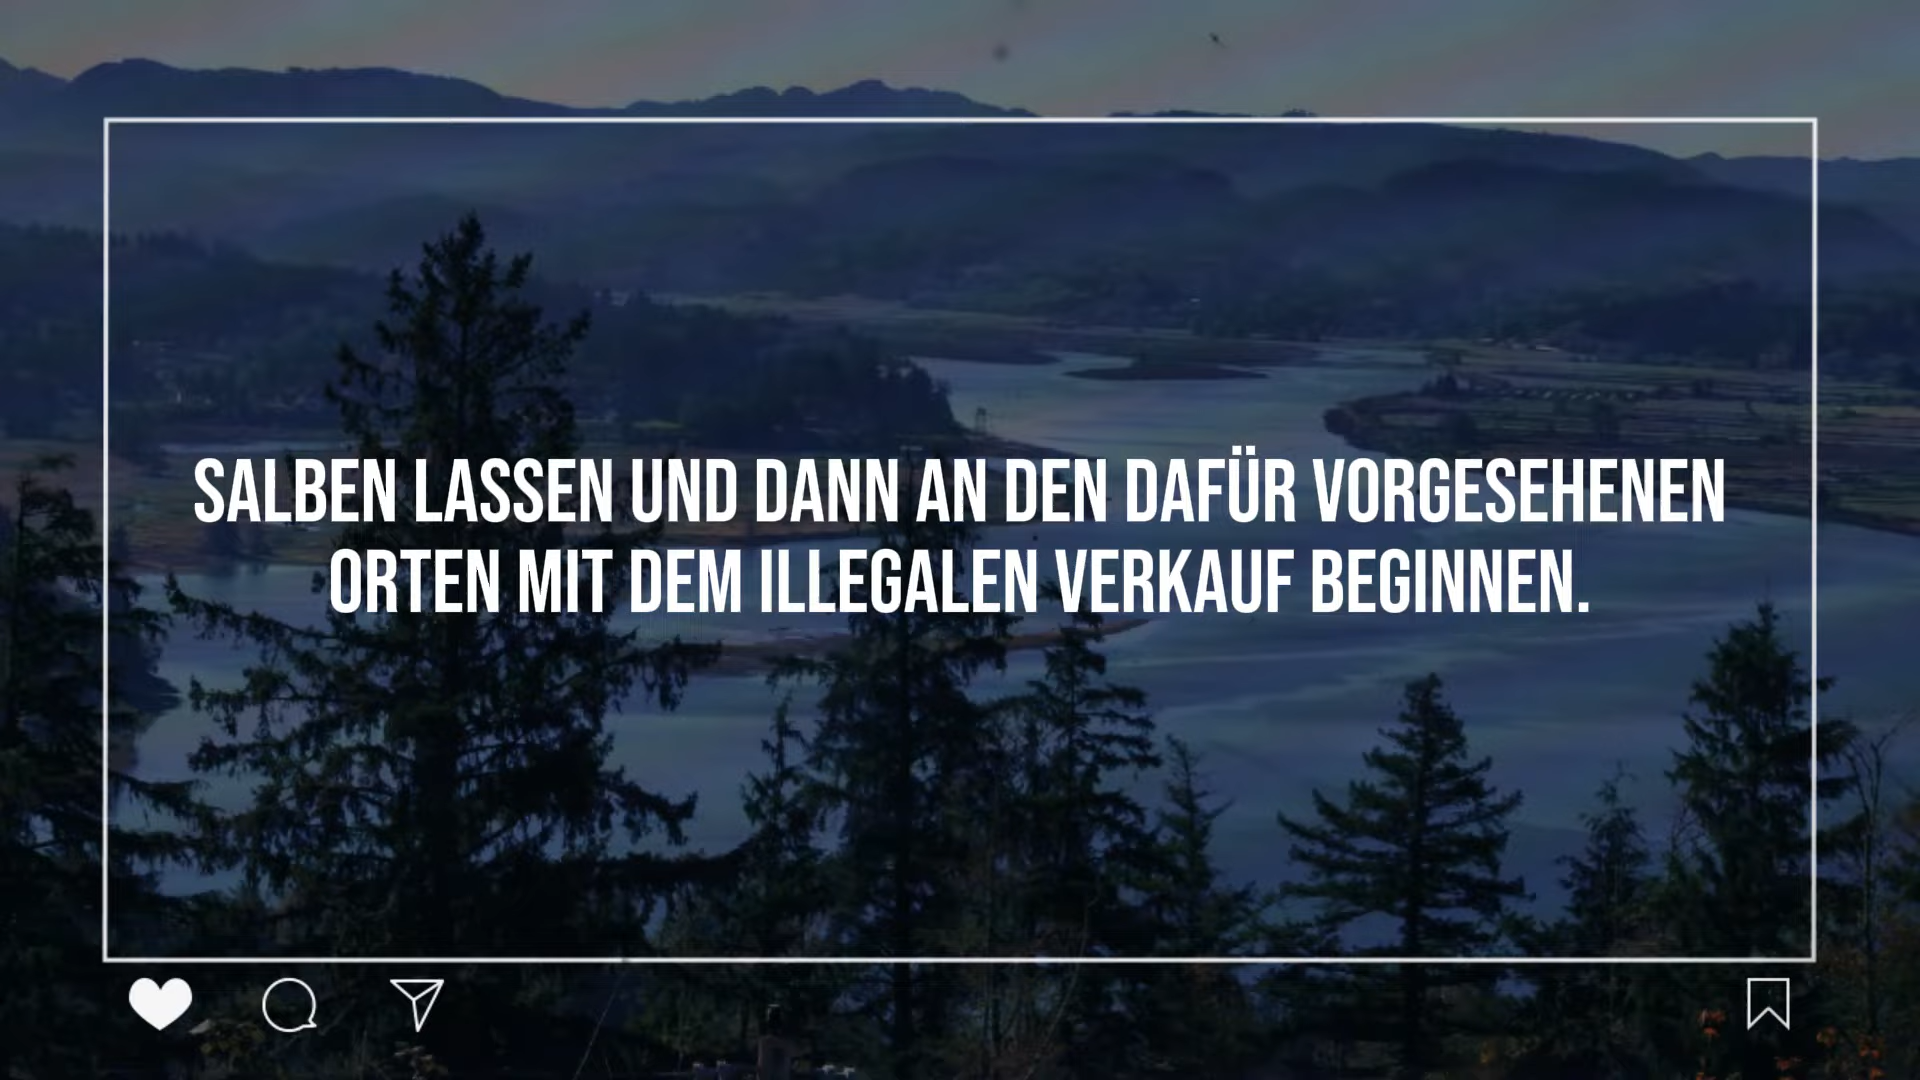 SALBEN LASSEN UND DANN AN DEN DAFÜR VORGESEHENEN
ORTEN MIT DEM ILLEGALEN VERKAUF BEGINNEN.